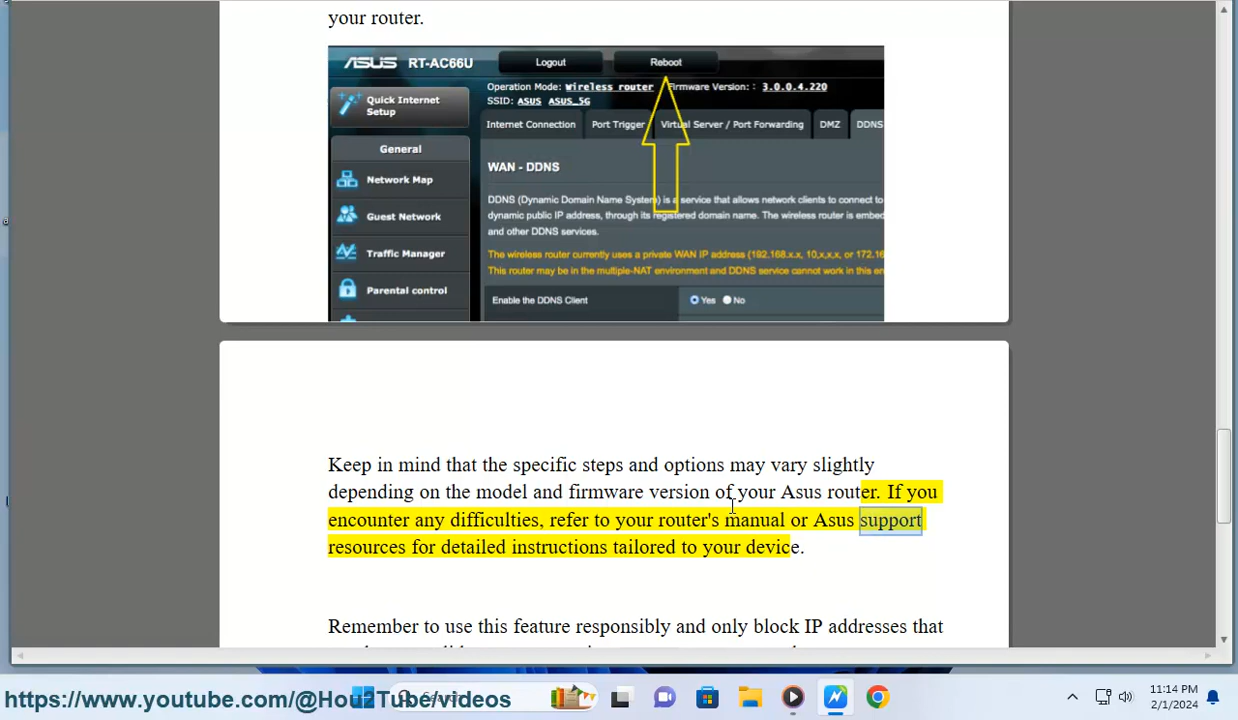 your router.
ASUS RT-AC66U Logout Reboot
Operation Mode: Wireless router Firmware Version: : 3.0.0.4.220
SSID: ASUS ASUS_5G
Quick Internet
Setup
Internet Connection Port Trigger Virtual Server / Port Forwarding DMZ DDNS
General
WAN - DDNS
Network Map
DDNS (Dynamic Domain Name System) is a service that allows network clients to connect to
dynamic public IP address, through its registered domain name. The wireless router is embed
and other DDNS services.
Guest Network
Traffic Manager
The wireless router currently uses a private WAN IP address (192.168.x.x, 10,x,x,x, or 172.16
This router may be in the multiple-NAT environment and DDNS service cannot work in this en
Parental control
Enable the DDNS Client Yes No
Keep in mind that the specific steps and options may vary slightly
depending on the model and firmware version of your Asus router. If you
encounter any difficulties, refer to your router's manual or Asus support
resources for detailed instructions tailored to your device.
Remember to use this feature responsibly and only block IP addresses that
https://www.youtube.com/@Hou2Tube/videos
11:14 PM
2/1/2024